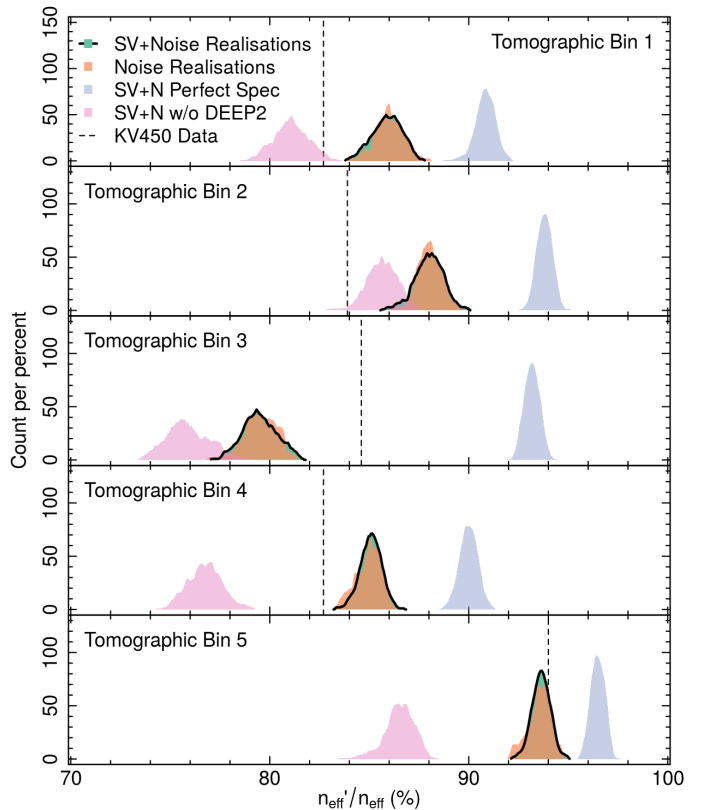 150
100
50
0
SV+Noise Realisations
Noise Realisations
SV+N Perfect Spec
SV+N w/o DEEP2
KV450 Data
Tomographic Bin 1
100
50
0
Tomographic Bin 2
100
50
0
Tomographic Bin 3
100
50
0
Tomographic Bin 4
100
50
0
Tomographic Bin 5
Count per percent
70 80 90 100
neff'/neff (%)